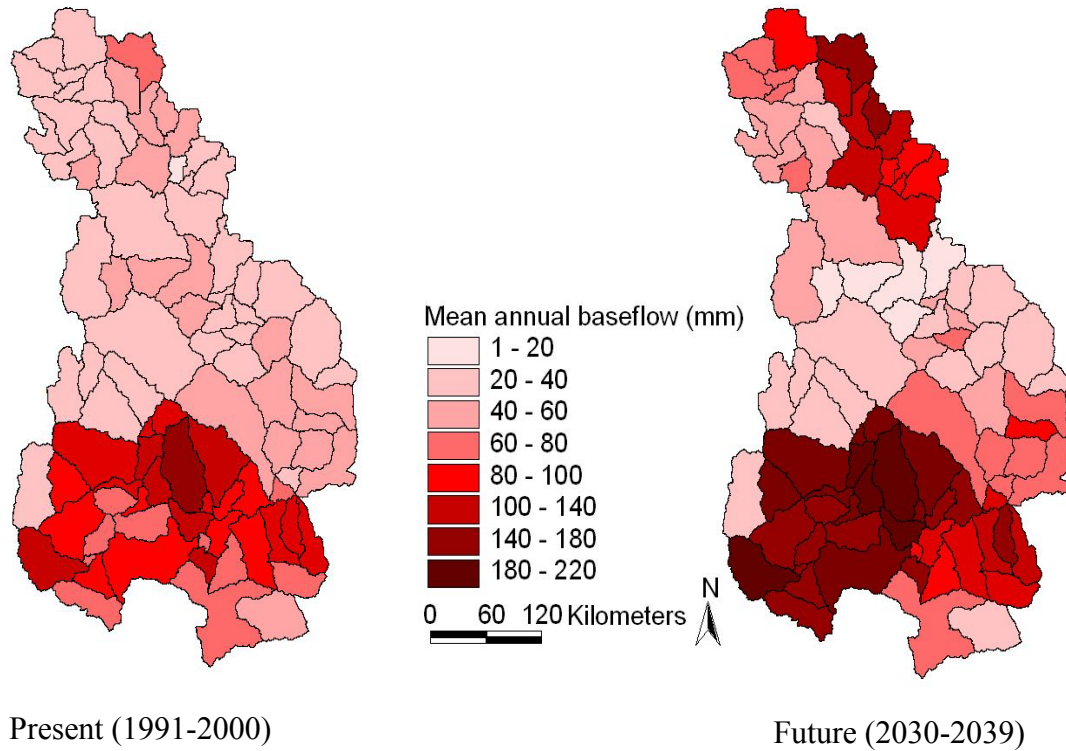 Mean annual baseflow (mm)
1 - 20
20 - 40
40 - 60
60 - 80
80 - 100
100 - 140
140 - 180
180 - 220
N
0 60 120 Kilometers
Present (1991-2000)
Future (2030-2039)